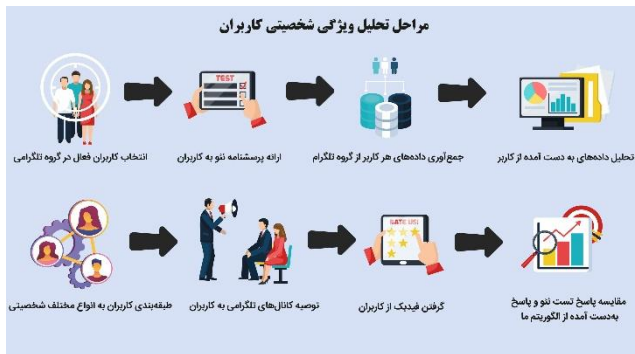 مراحل تحلیل ویژگی شخصیتی کاربران
TEST
انتخاب کاربران فعال در گروه تلگرامی
ارائه پرسشنامه نئو به کاربران
جمع‌آوری داده‌های هر کاربر از گروه تلگرام
تحلیل داده‌های به دست آمده از کاربر
RATE US!
طبقه‌بندی کاربران به انواع مختلف شخصیتی
توصیه کانال‌های تلگرامی به کاربران
گرفتن فیدبک از کاربران
مقایسه پاسخ تست نئو و پاسخ
به‌دست آمده از الگوریتم ما